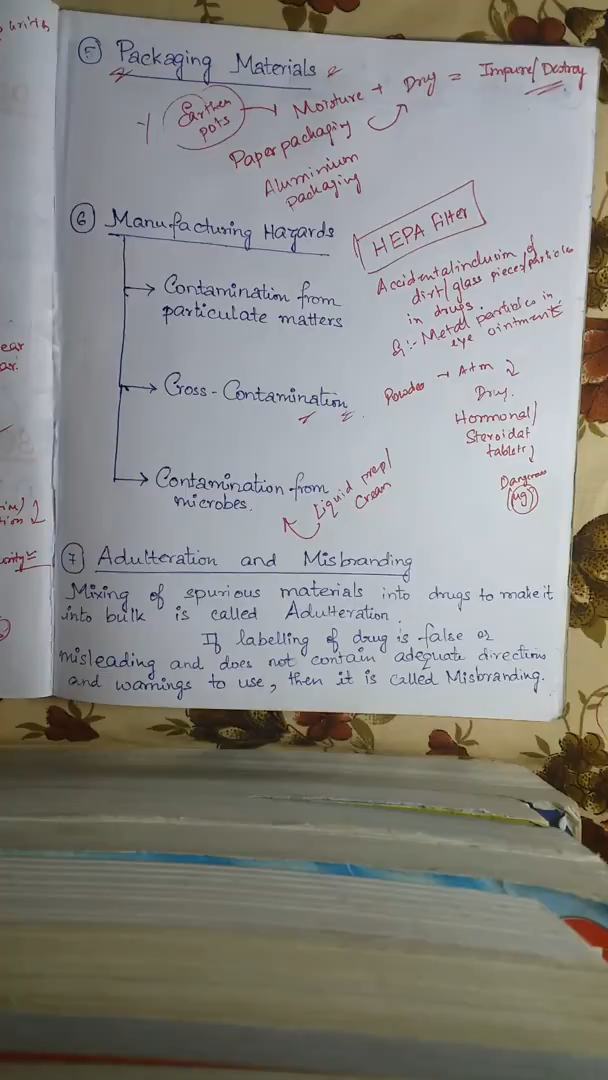 ⑤ Packaging Materials
Earthen pots → Moisture + Drug = Impure/Destroy
Paper packaging
Aluminium
packaging
⑥ Manufacturing Hazards
HEPA Filter
→ Contamination from
particulate matters
Accidental inclusion of
dirt/glass pieces/particles
in drugs.
Eg:- Metal particles in
eye ointments
→ Cross-Contamination
Powder → Atm
Drug.
Hormonal/
Steroidal
tablets
Dangerous
(μg)
→ Contamination from
microbes.
Liquid prep/
Cream
⑦ Adulteration and Misbranding
Mixing of spurious materials into drugs to make it
into bulk is called Adulteration.
If labelling of drug is false or
misleading and does not contain adequate directions
and warnings to use, then it is called Misbranding.